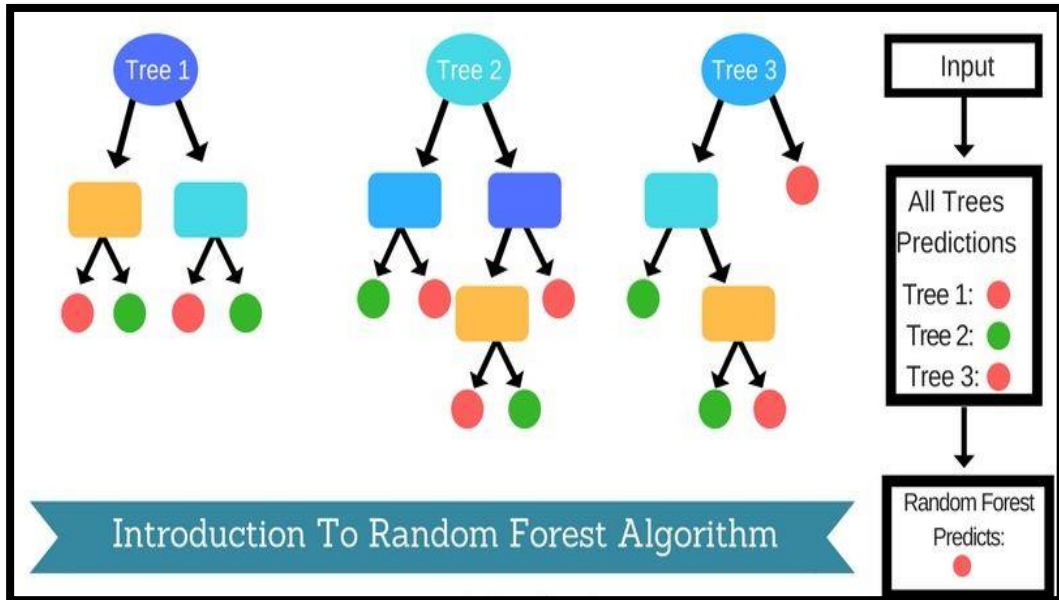 Tree 1
Tree 2
Tree 3
Input
All Trees
Predictions
Tree 1:
Tree 2:
Tree 3:
Random Forest
Predicts:
Introduction To Random Forest Algorithm